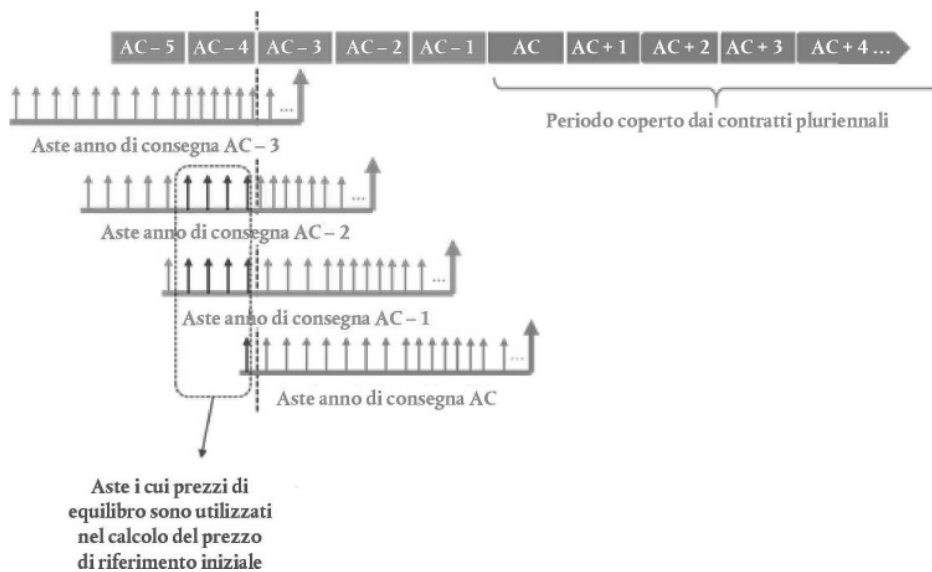 AC – 5 AC – 4 AC – 3 AC – 2 AC – 1 AC AC + 1 AC + 2 AC + 3 AC + 4 ...
...
Periodo coperto dai contratti pluriennali
Aste anno di consegna AC – 3
...
Aste anno di consegna AC – 2
...
Aste anno di consegna AC – 1
...
Aste anno di consegna AC
Aste i cui prezzi di
equilibro sono utilizzati
nel calcolo del prezzo
di riferimento iniziale